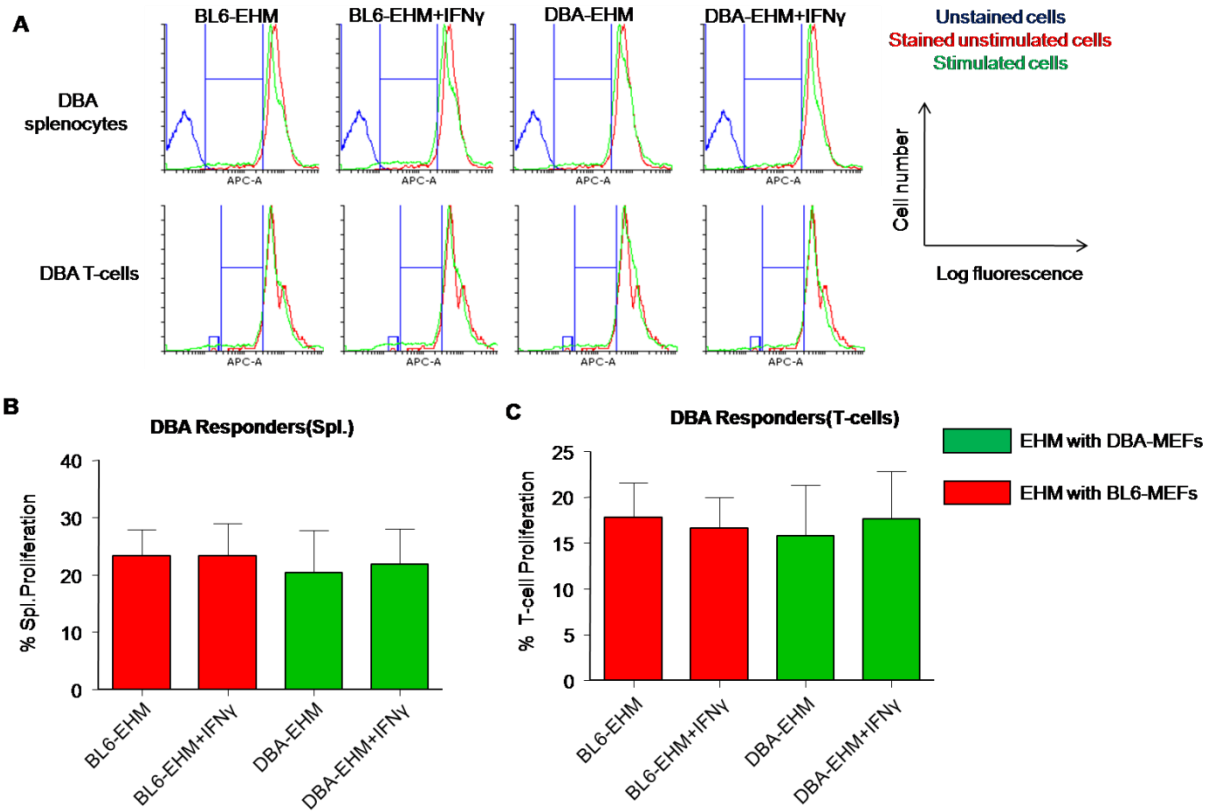 A
BL6-EHM
BL6-EHM+IFNγ
DBA-EHM
DBA-EHM+IFNγ
Unstained cells
Stained unstimulated cells
Stimulated cells
DBA
splenocytes
APC-A
APC-A
APC-A
APC-A
Cell number
Log fluorescence
DBA T-cells
APC-A
APC-A
APC-A
APC-A
B
DBA Responders(Spl.)
% Spl.Proliferation
40
30
20
10
0
BL6-EHM
BL6-EHM+IFNγ
DBA-EHM
DBA-EHM+IFNγ
C
DBA Responders(T-cells)
% T-cell Proliferation
25
20
15
10
5
0
BL6-EHM
BL6-EHM+IFNγ
DBA-EHM
DBA-EHM+IFNγ
EHM with DBA-MEFs
EHM with BL6-MEFs